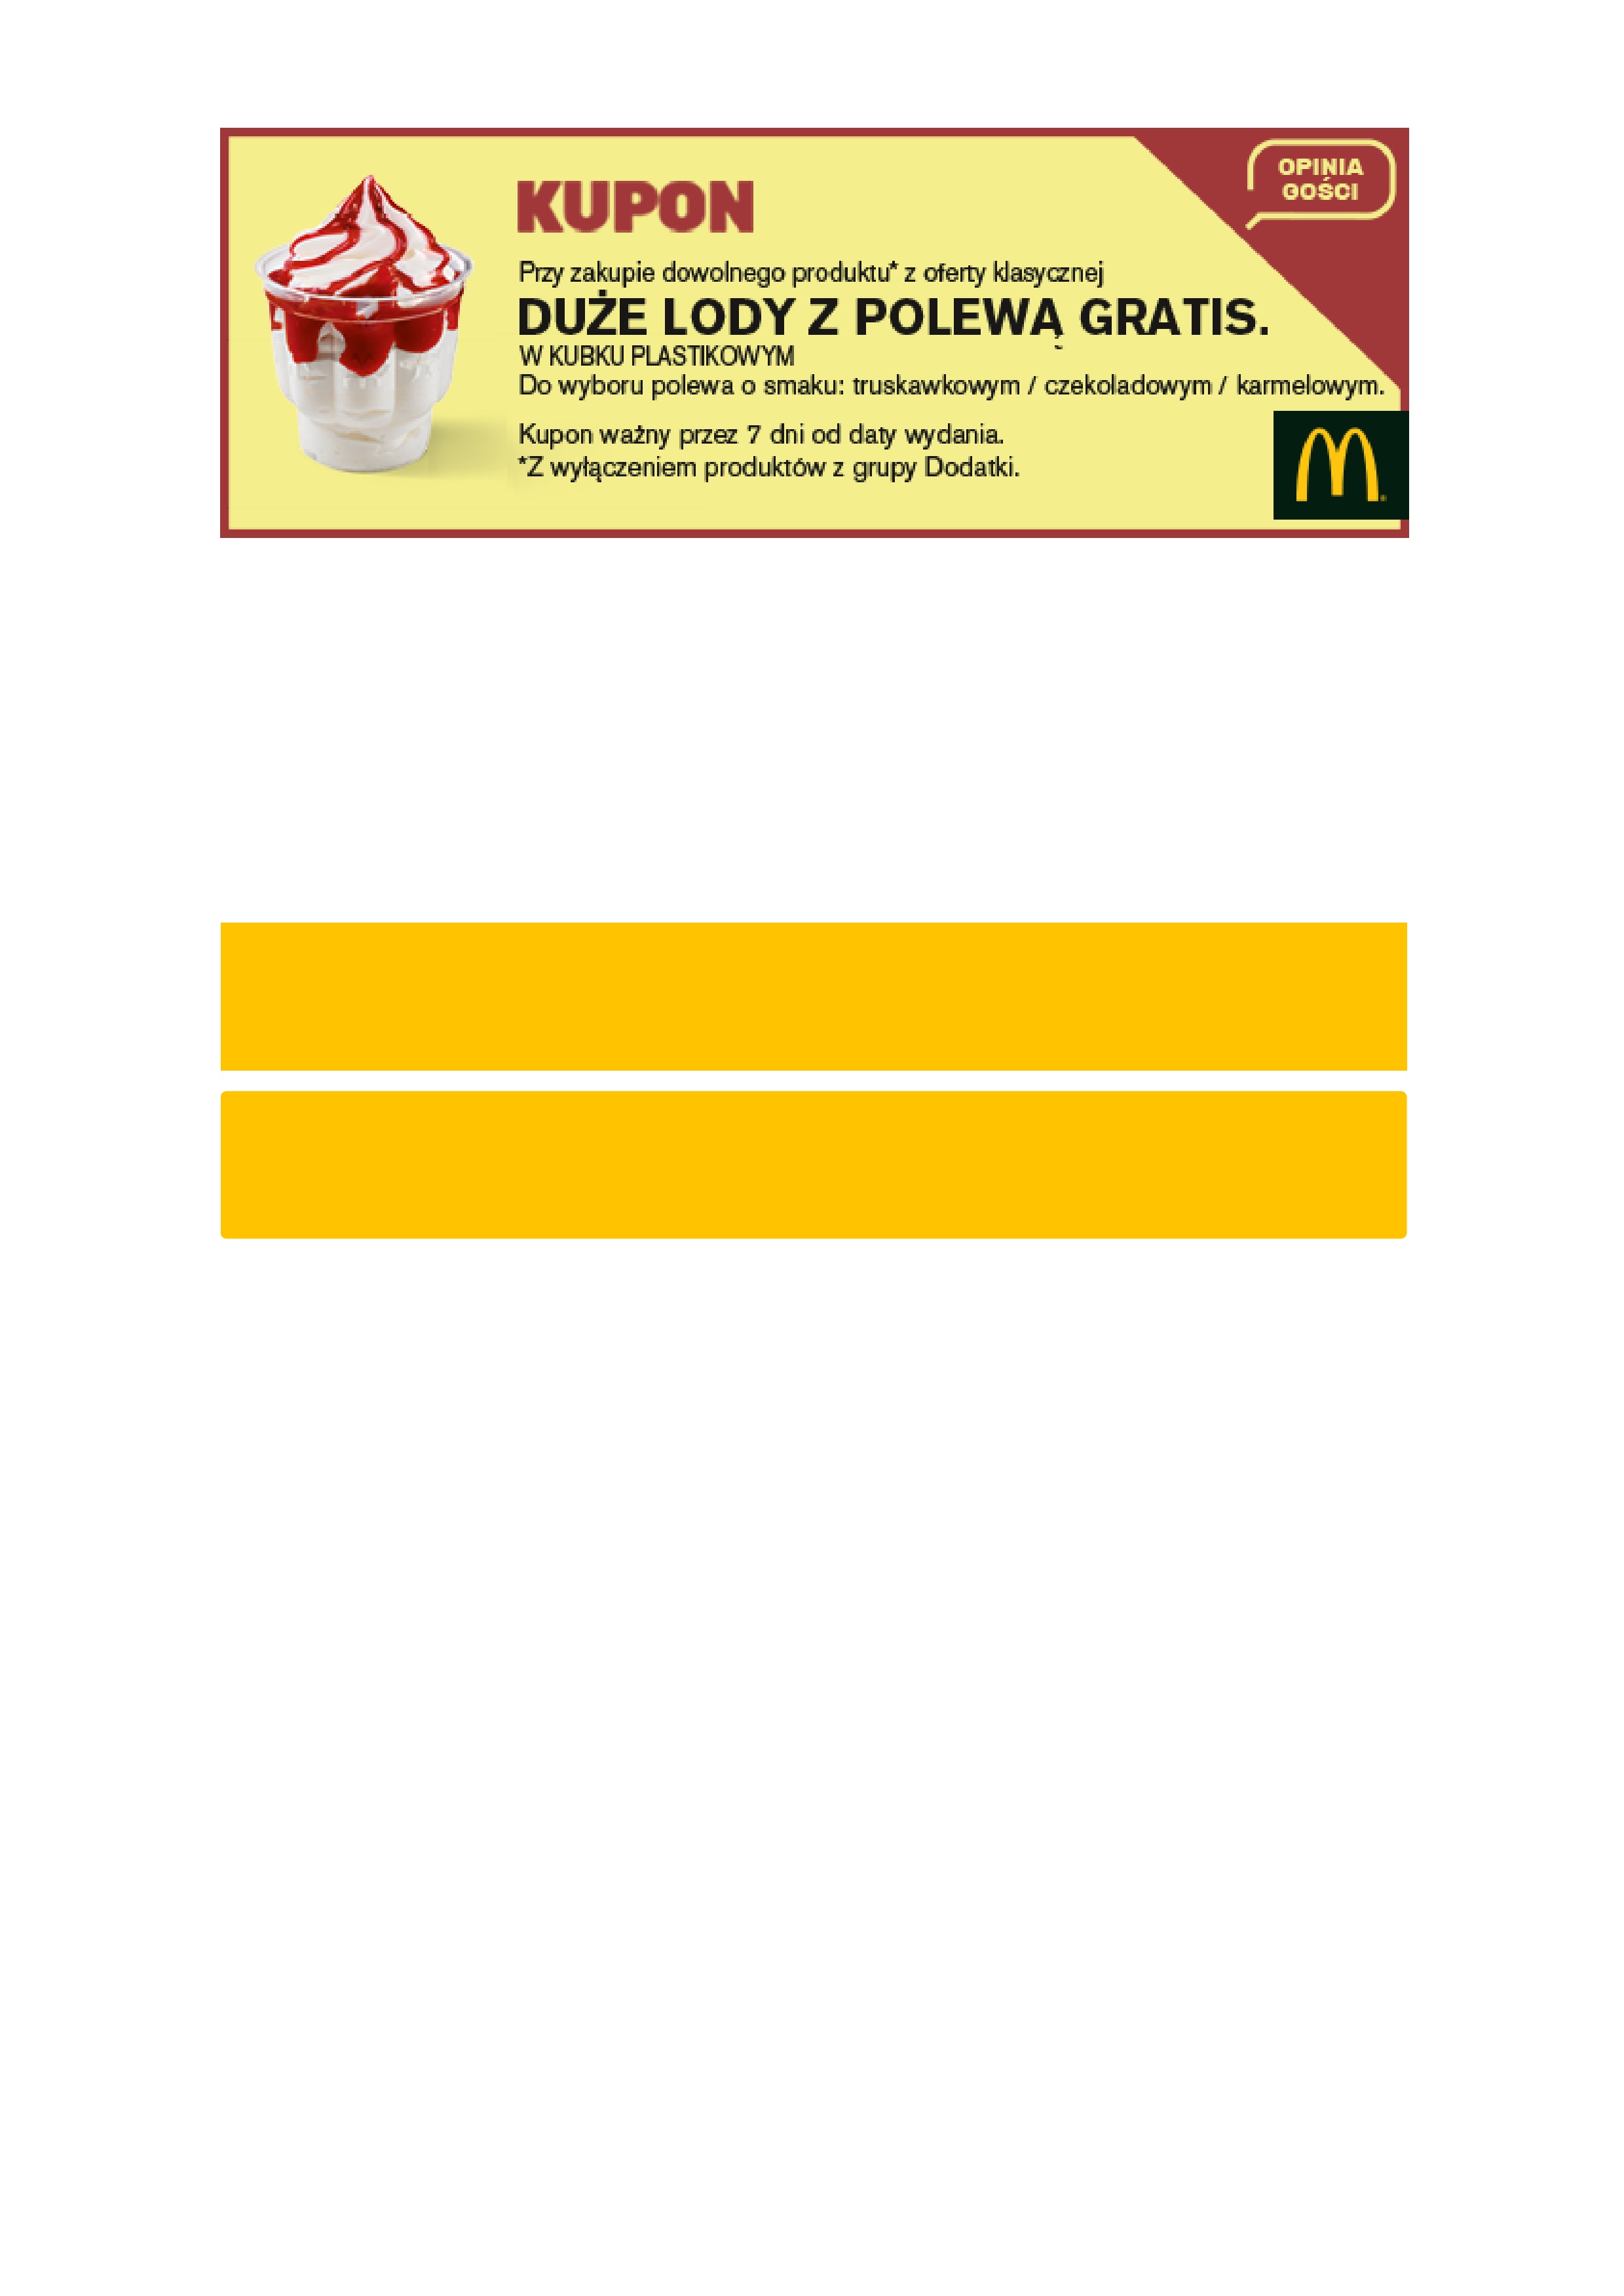 OPINIA
GOŚCI
KUPON
Przy zakupie dowolnego produktu* z oferty klasycznej
DUŻE LODY Z POLEWĄ GRATIS.
W KUBKU PLASTIKOWYM
Do wyboru polewa o smaku: truskawkowym / czekoladowym / karmelowym.
Kupon ważny przez 7 dni od daty wydania.
*Z wyłączeniem produktów z grupy Dodatki.